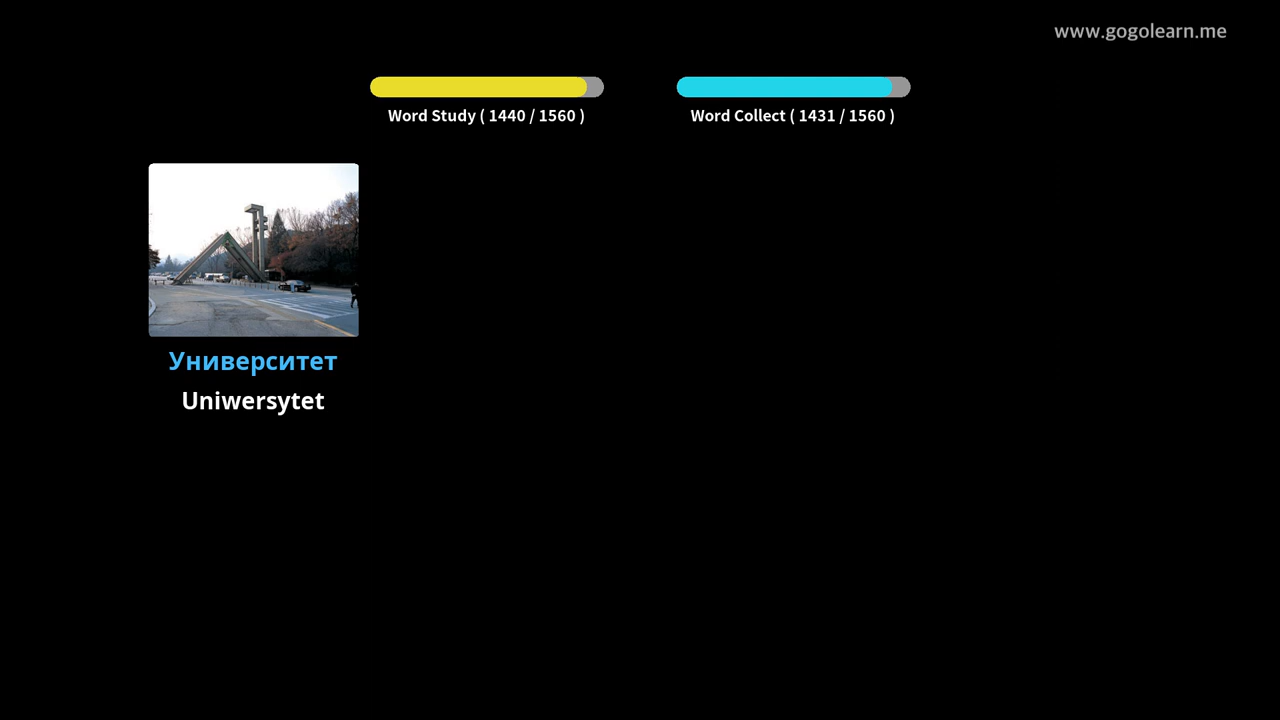 www.gogolearn.me
Word Study ( 1440 / 1560 )
Word Collect ( 1431 / 1560 )
Университет
Uniwersytet